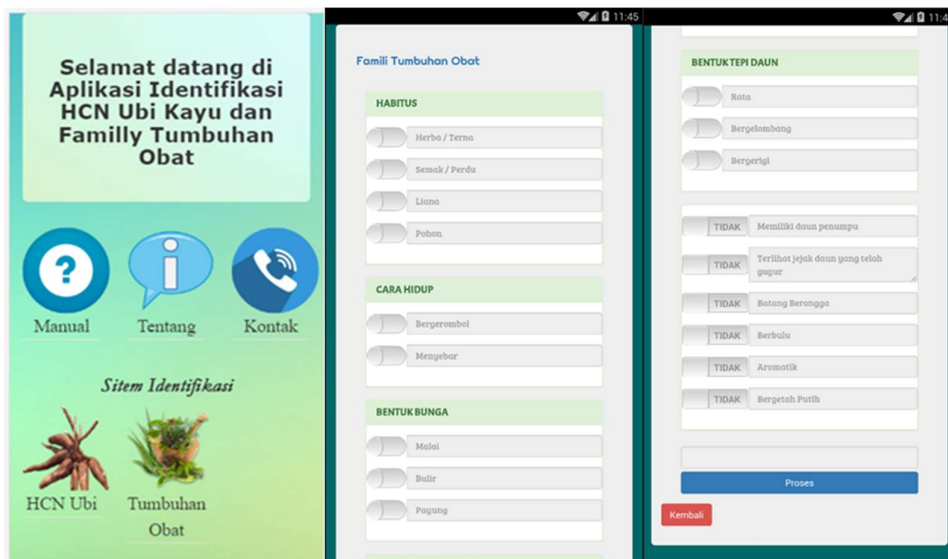 Selamat datang di
Aplikasi Identifikasi
HCN Ubi Kayu dan
Familly Tumbuhan
Obat
?
i
Manual
Tentang
Kontak
Sitem Identifikasi
HCN Ubi
Tumbuhan
Obat
11:45
Famili Tumbuhan Obat
HABITUS
Herba / Terna
Semak / Perdu
Liana
Pohon
CARA HIDUP
Bergerombol
Menyebar
BENTUK BUNGA
Malai
Bulir
Payung
BENTUK TEPI DAUN
Rata
Bergelombang
Bergerigi
TIDAK Memiliki daun penumpu
TIDAK Terlihat jejak daun yang telah
gugur
TIDAK Batang Berongga
TIDAK Berbulu
TIDAK Aromatik
TIDAK Bergetah Putih
Proses
Kembali